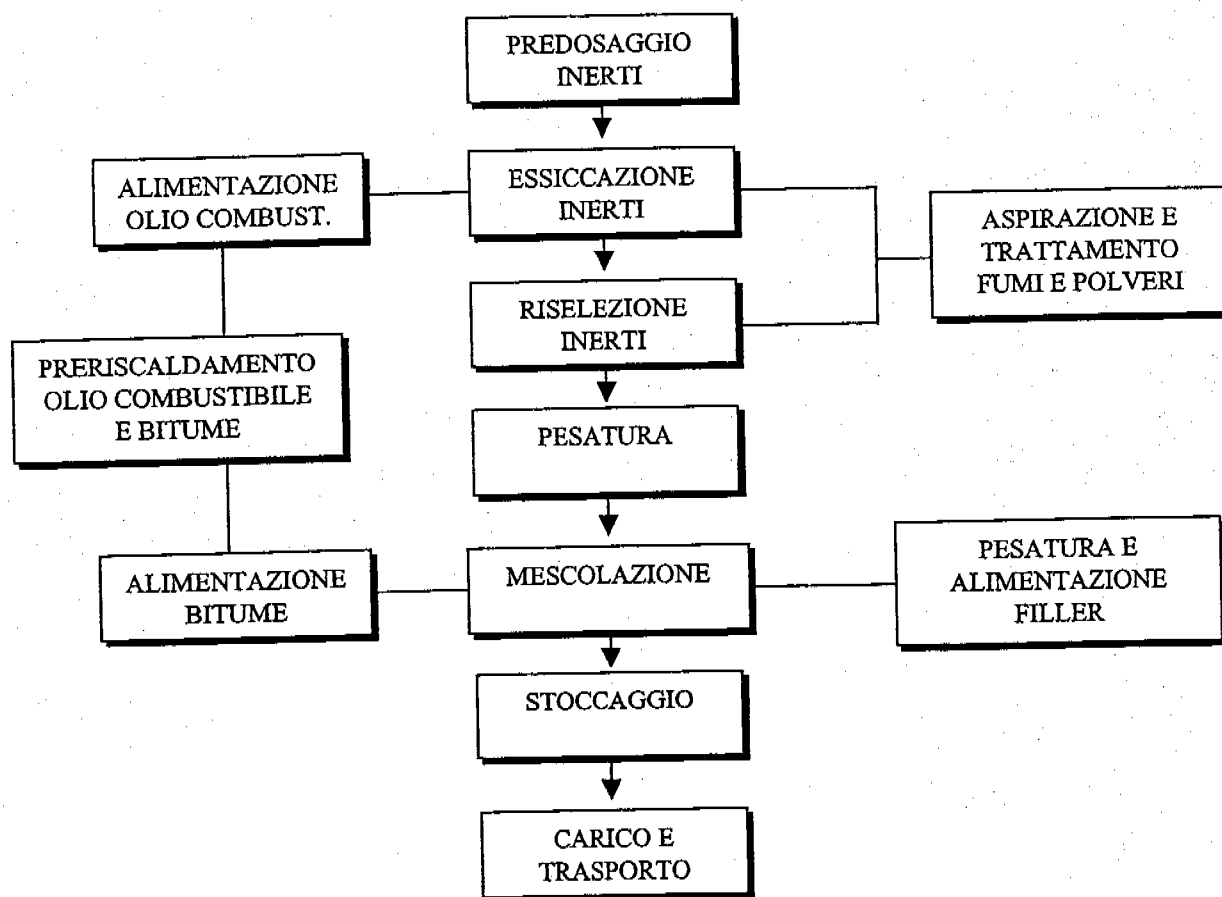 PREDOSAGGIO
INERTI
ALIMENTAZIONE
OLIO COMBUST.
ESSICCAZIONE
INERTI
ASPIRAZIONE E
TRATTAMENTO
FUMI E POLVERI
RISELEZIONE
INERTI
PRERISCALDAMENTO
OLIO COMBUSTIBILE
E BITUME
PESATURA
ALIMENTAZIONE
BITUME
MESCOLAZIONE
PESATURA E
ALIMENTAZIONE
FILLER
STOCCAGGIO
CARICO E
TRASPORTO